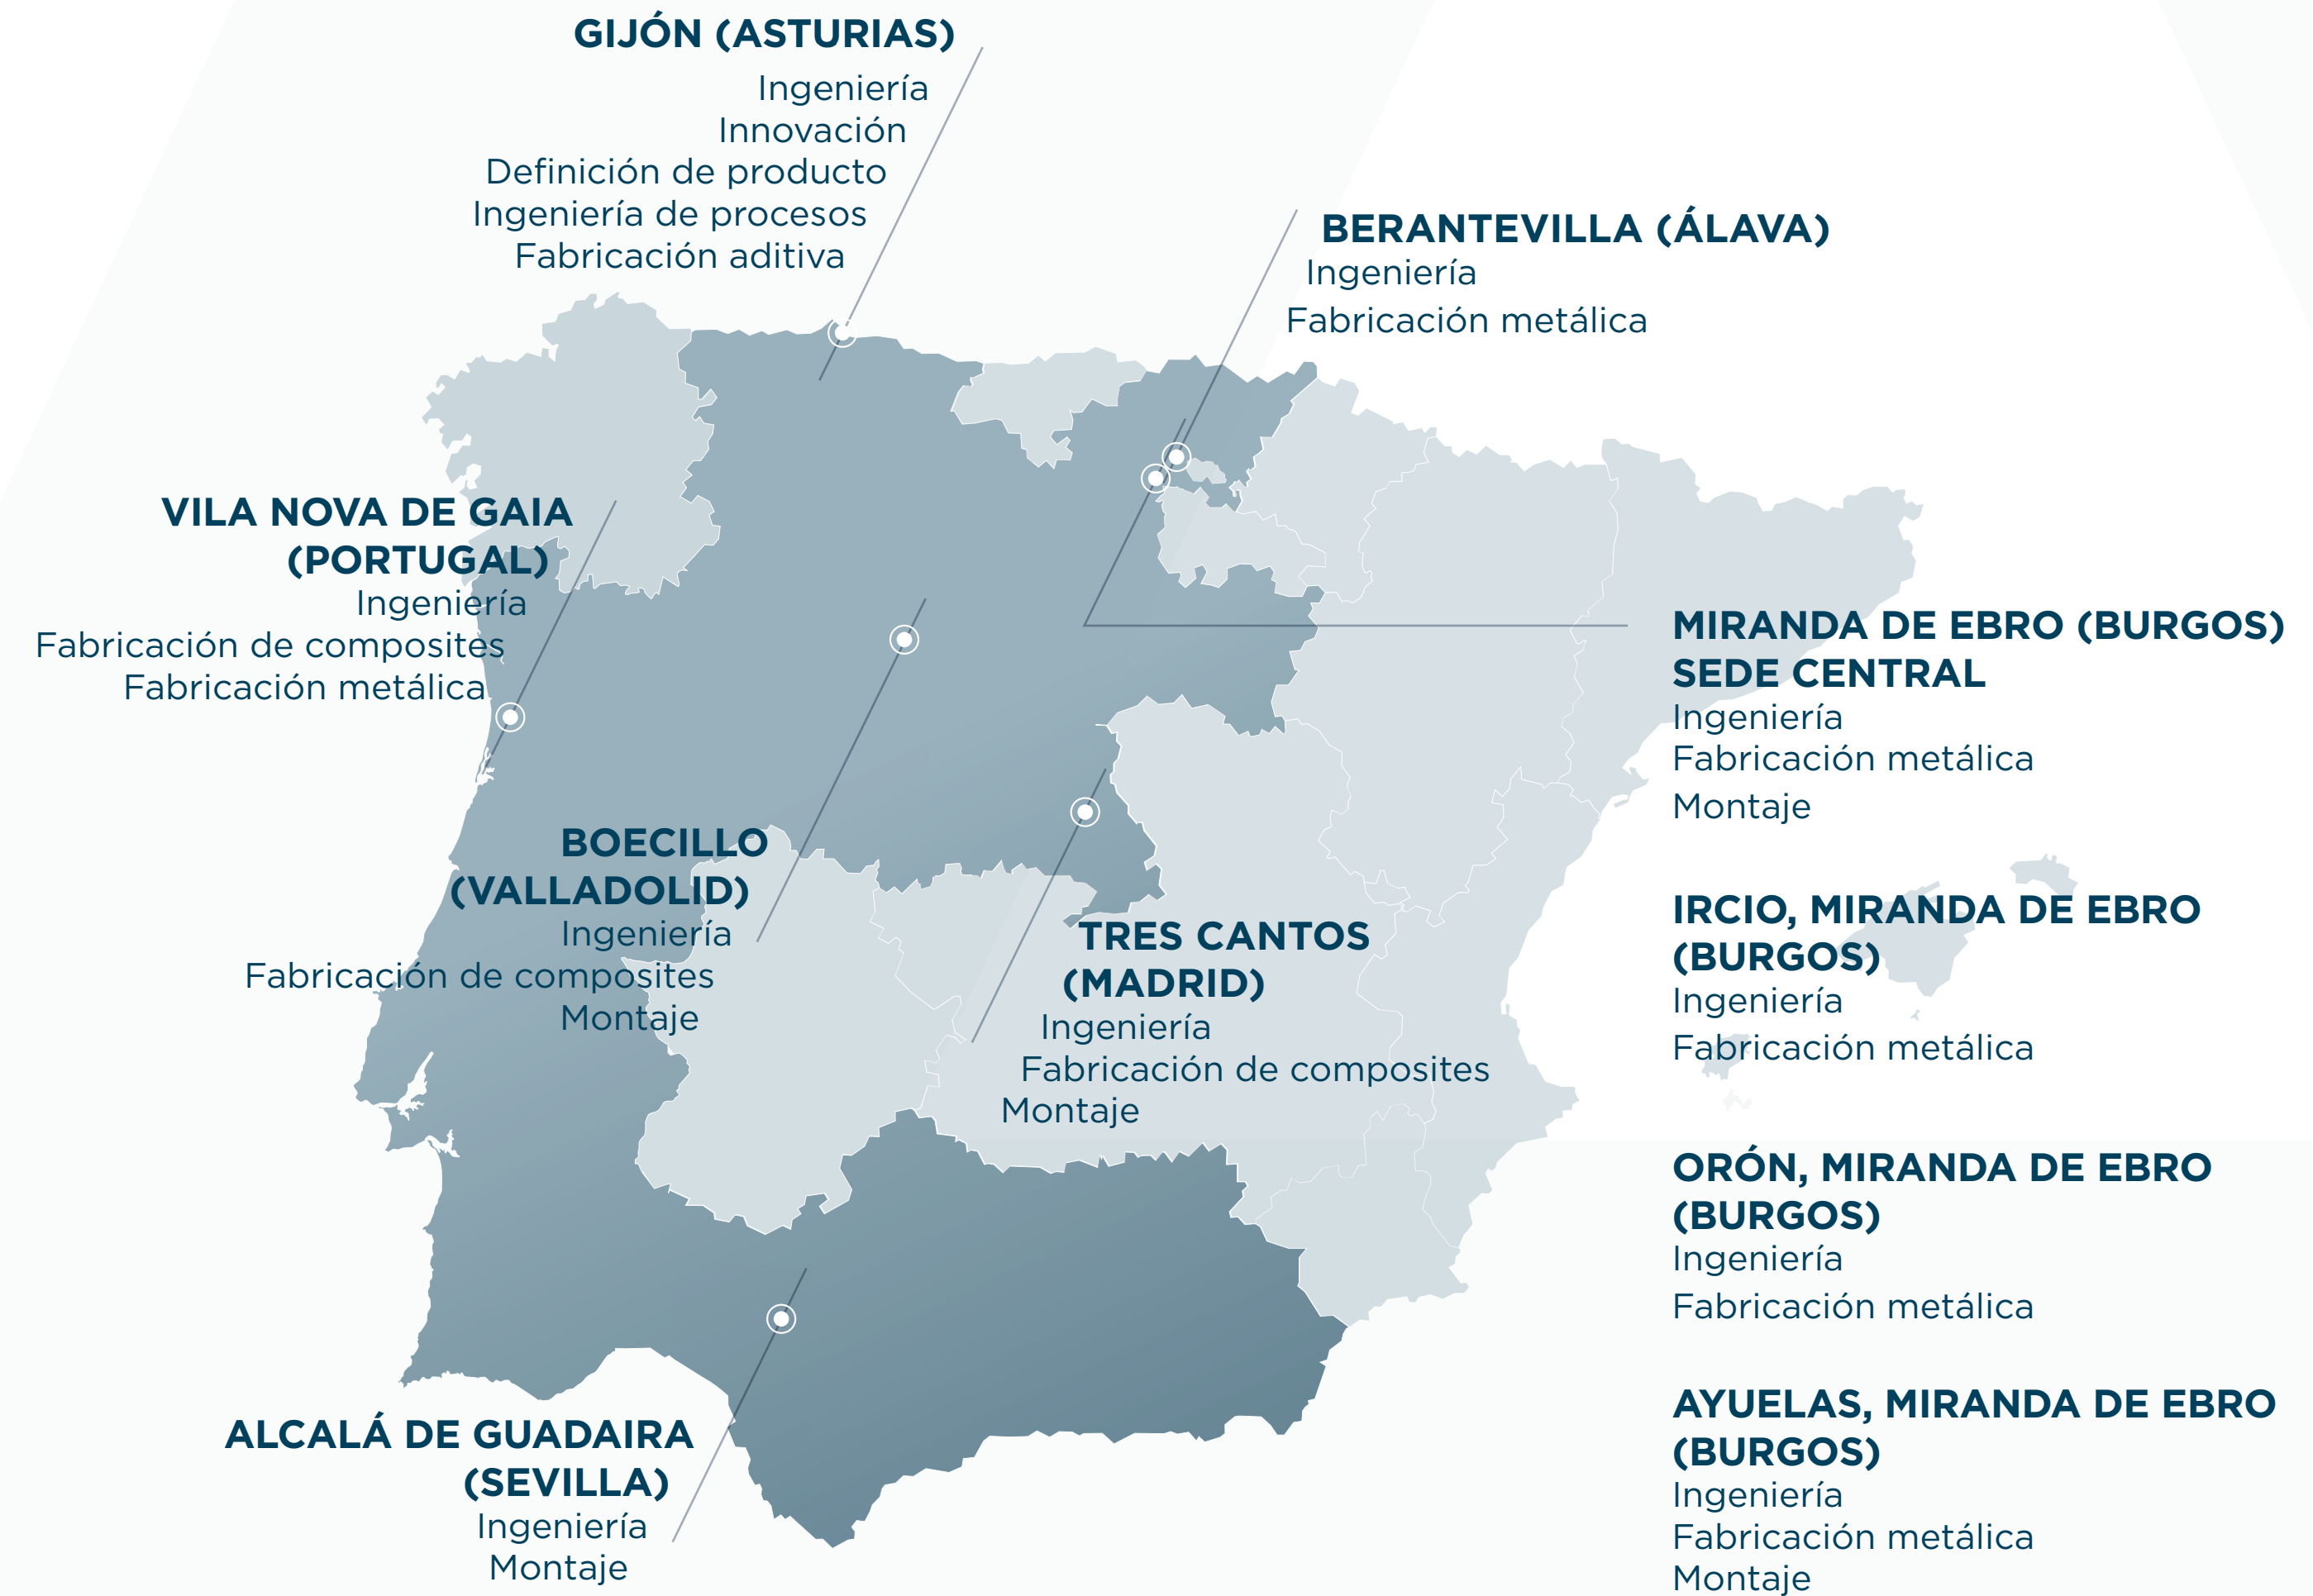 GIJÓN (ASTURIAS)
Ingeniería
Innovación
Definición de producto
Ingeniería de procesos
Fabricación aditiva
BERANTEVILLA (ÁLAVA)
Ingeniería
Fabricación metálica
VILA NOVA DE GAIA
(PORTUGAL)
Ingeniería
Fabricación de composites
Fabricación metálica
MIRANDA DE EBRO (BURGOS)
SEDE CENTRAL
Ingeniería
Fabricación metálica
Montaje
BOECILLO
(VALLADOLID)
Ingeniería
Fabricación de composites
Montaje
TRES CANTOS
(MADRID)
Ingeniería
Fabricación de composites
Montaje
IRCIO, MIRANDA DE EBRO
(BURGOS)
Ingeniería
Fabricación metálica
ORÓN, MIRANDA DE EBRO
(BURGOS)
Ingeniería
Fabricación metálica
ALCALÁ DE GUADAIRA
(SEVILLA)
Ingeniería
Montaje
AYUELAS, MIRANDA DE EBRO
(BURGOS)
Ingeniería
Fabricación metálica
Montaje